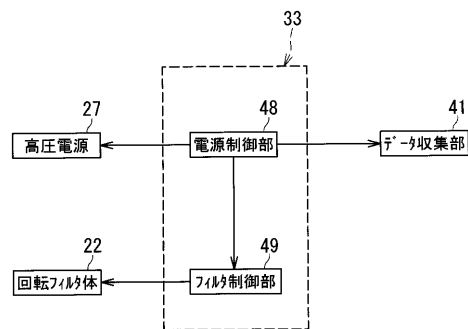 33
27
48
41
高圧電源
電源制御部
データ収集部
22
49
回転フィルタ体
フィルタ制御部